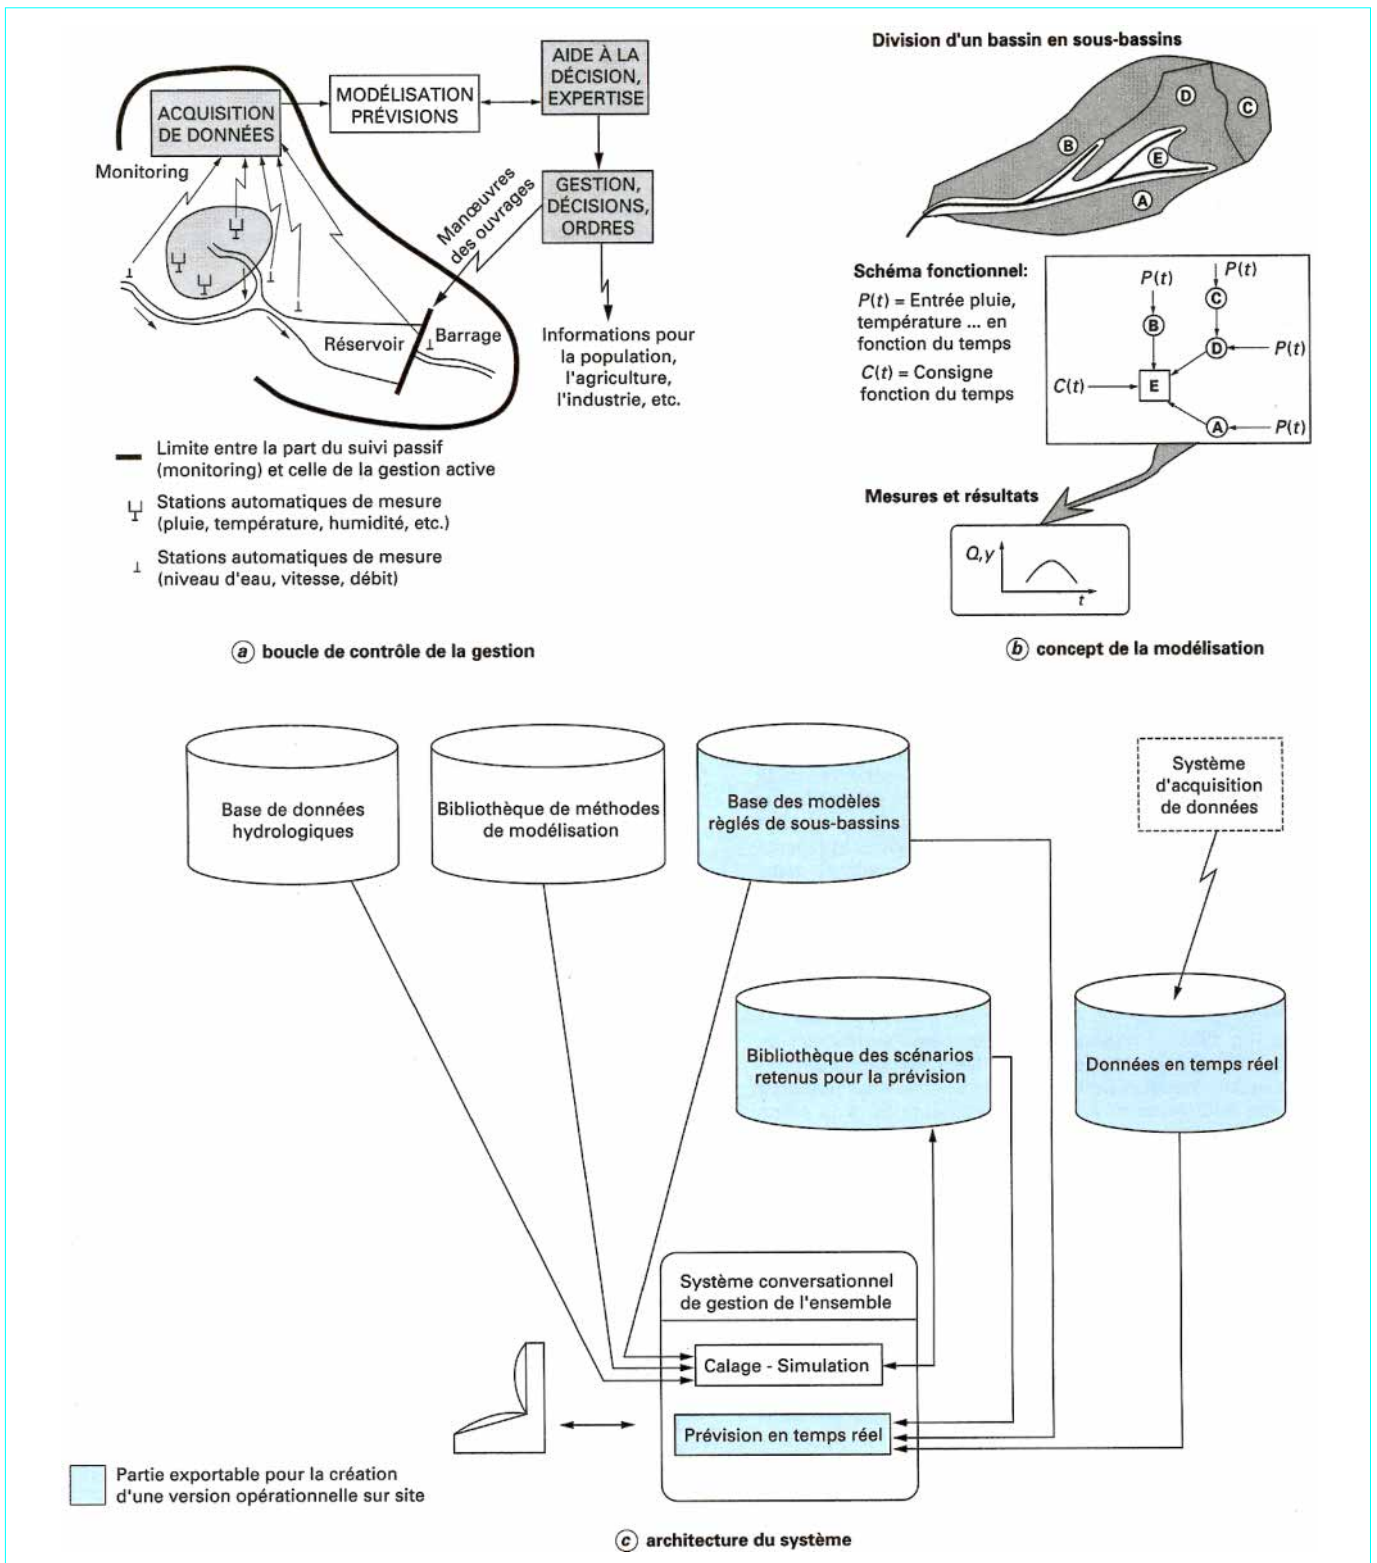 AIDE À LA
DÉCISION,
EXPERTISE
MODÉLISATION
PRÉVISIONS
ACQUISITION
DE DONNÉES
Monitoring
Manœuvres
des ouvrages
GESTION,
DÉCISIONS,
ORDRES
Réservoir
Barrage
Informations pour
la population,
l'agriculture,
l'industrie, etc.
Limite entre la part du suivi passif
(monitoring) et celle de la gestion active
Stations automatiques de mesure
(pluie, température, humidité, etc.)
Stations automatiques de mesure
(niveau d'eau, vitesse, débit)
a boucle de contrôle de la gestion
Division d'un bassin en sous-bassins
D
C
B
E
A
Schéma fonctionnel:
P(t) = Entrée pluie,
température ... en
fonction du temps
C(t) = Consigne
fonction du temps
P(t)
P(t)
C
B
D
P(t)
C(t)
E
A
P(t)
Mesures et résultats
Q,y
t
b concept de la modélisation
Base de données
hydrologiques
Bibliothèque de méthodes
de modélisation
Base des modèles
règlés de sous-bassins
Système
d'acquisition
de données
Bibliothèque des scénarios
retenus pour la prévision
Données en temps réel
Système conversationnel
de gestion de l'ensemble
Calage - Simulation
Prévision en temps réel
Partie exportable pour la création
d'une version opérationnelle sur site
c architecture du système